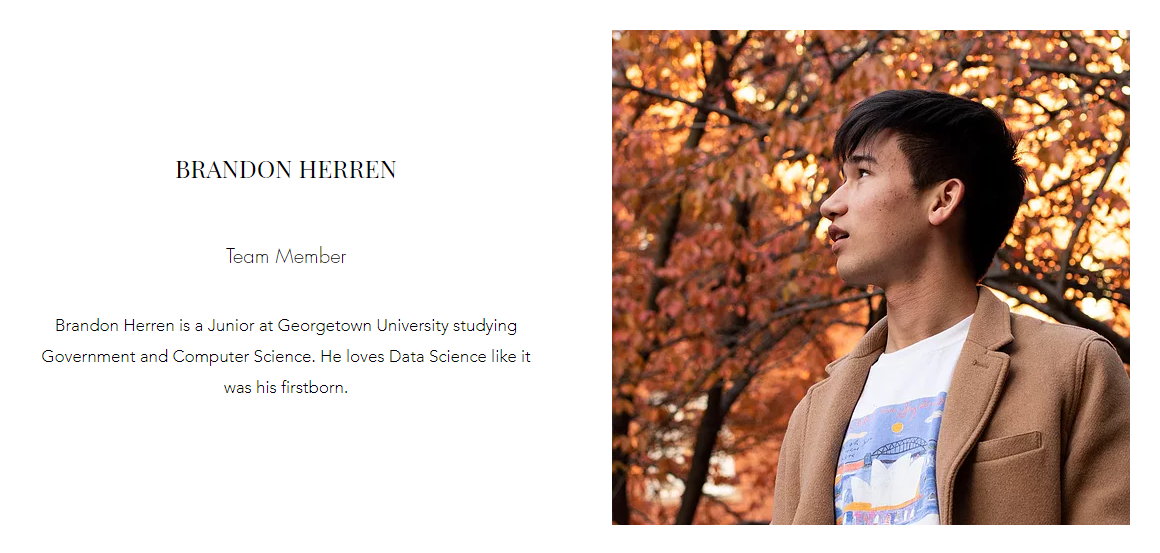 BRANDON HERREN
Team Member
Brandon Herren is a Junior at Georgetown University studying
Government and Computer Science. He loves Data Science like it
was his firstborn.